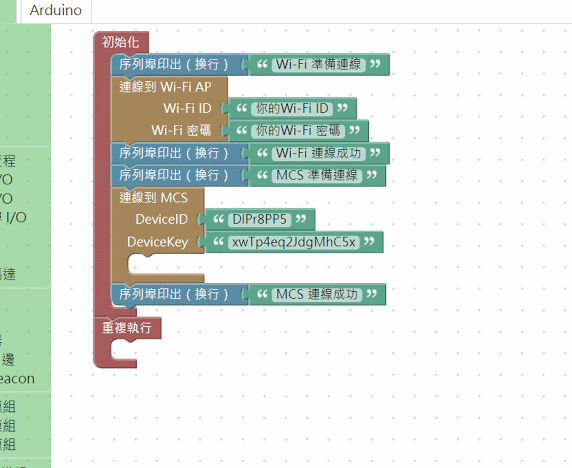 Arduino
初始化
序列埠印出（換行） “ Wi-Fi 準備連線 ”
連線到 Wi-Fi AP
Wi-Fi ID “ 你的Wi-Fi ID ”
Wi-Fi 密碼 “ 你的Wi-Fi 密碼 ”
序列埠印出（換行） “ Wi-Fi 連線成功 ”
序列埠印出（換行） “ MCS 準備連線 ”
連線到 MCS
DeviceID “ DIPr8PP5 ”
DeviceKey “ xwTp4eq2JdgMhC5x ”
序列埠印出（換行） “ MCS 連線成功 ”
重複執行
程
/O
/O
I/O
達
邊
eacon
模組
模組
模組